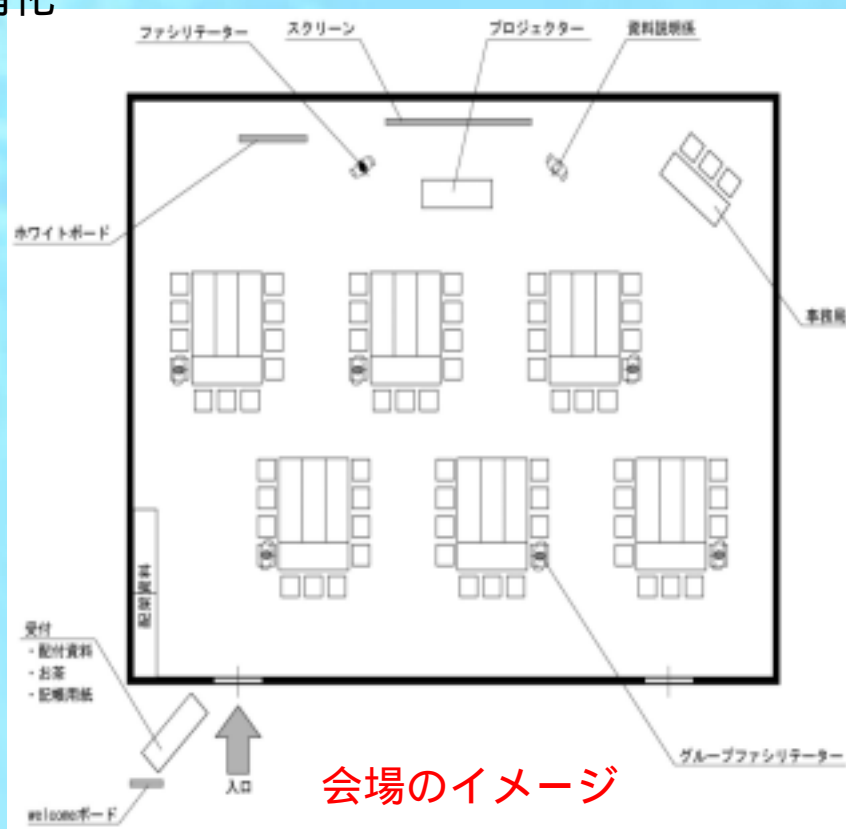 ファシリテーター
スクリーン
プロジェクター
資料説明係
ホワイトボード
事務局
受付
・配付資料
・お茶
・記帳用紙
入口
welcomeボード
グループファシリテーター
会場のイメージ